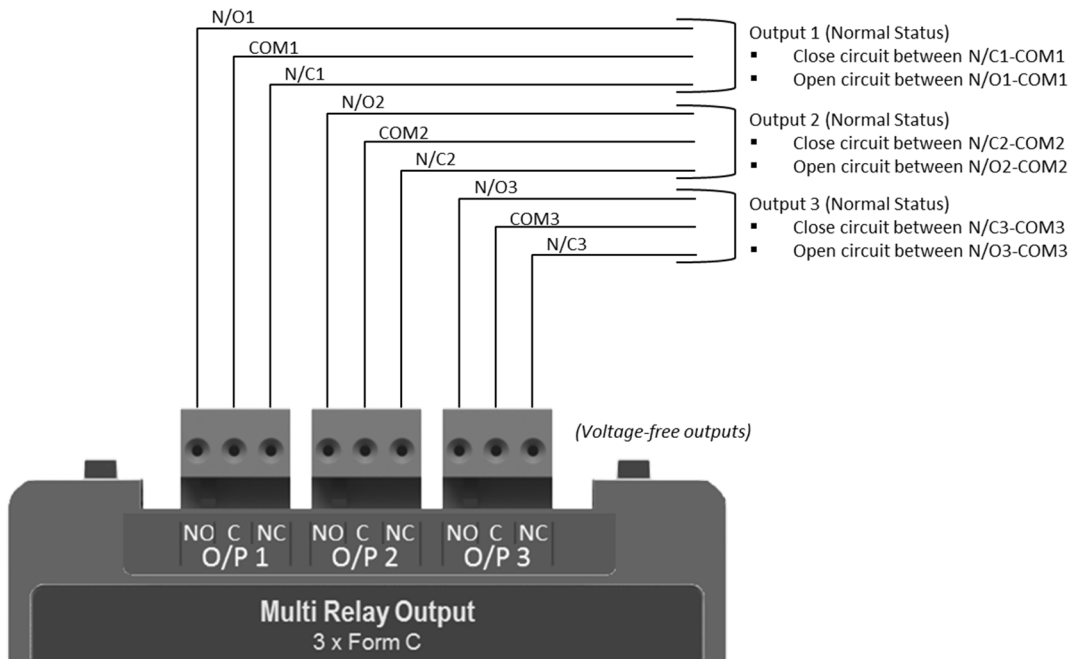 N/O1
COM1
N/C1
N/O2
COM2
N/C2
N/O3
COM3
N/C3
Output 1 (Normal Status)
▪ Close circuit between N/C1-COM1
▪ Open circuit between N/O1-COM1
Output 2 (Normal Status)
▪ Close circuit between N/C2-COM2
▪ Open circuit between N/O2-COM2
Output 3 (Normal Status)
▪ Close circuit between N/C3-COM3
▪ Open circuit between N/O3-COM3
(Voltage-free outputs)
NO C NC NO C NC NO C NC
O/P 1 O/P 2 O/P 3
Multi Relay Output
3 x Form C